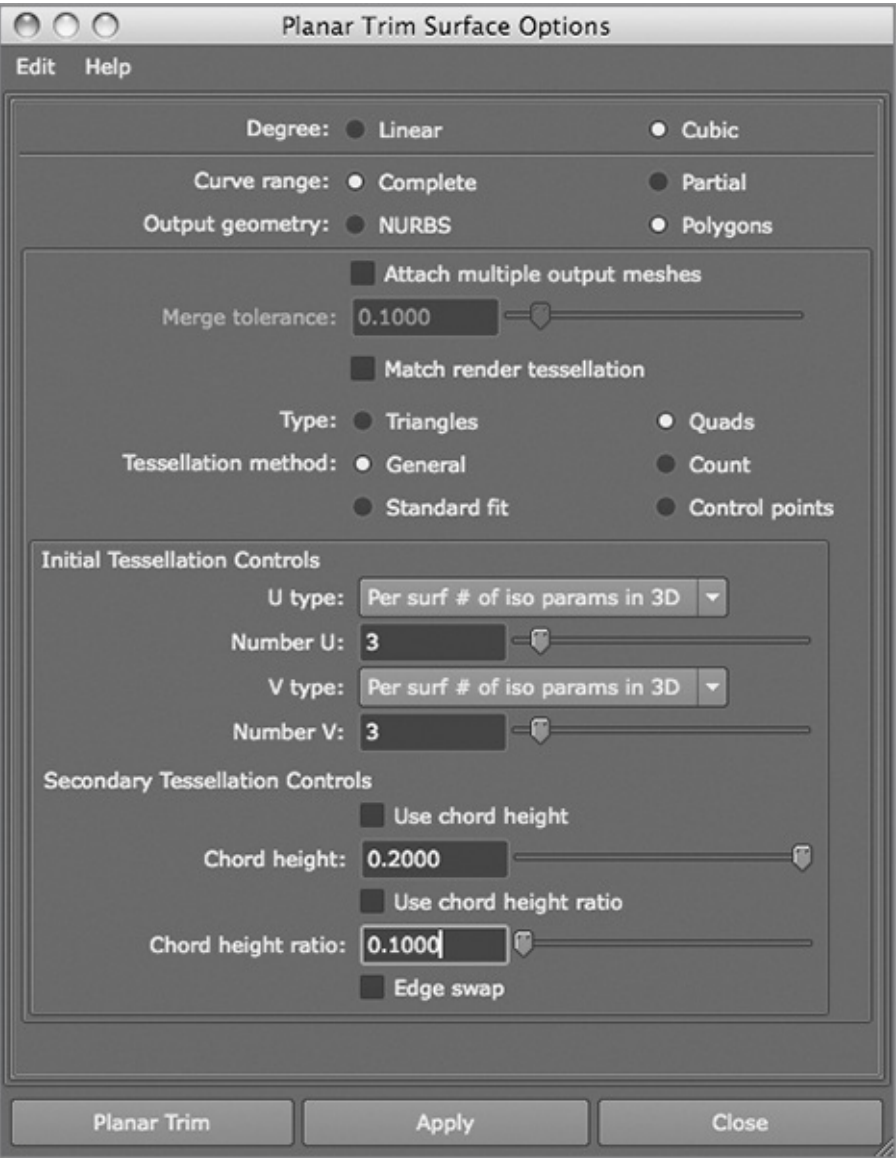 Planar Trim Surface Options
Edit Help
Degree: Linear Cubic
Curve range: Complete Partial
Output geometry: NURBS Polygons
Attach multiple output meshes
Merge tolerance: 0.1000
Match render tessellation
Type: Triangles Quads
Tessellation method: General Count
Standard fit Control points
Initial Tessellation Controls
U type: Per surf # of iso params in 3D
Number U: 3
V type: Per surf # of iso params in 3D
Number V: 3
Secondary Tessellation Controls
Use chord height
Chord height: 0.2000
Use chord height ratio
Chord height ratio: 0.1000
Edge swap
Planar Trim Apply Close